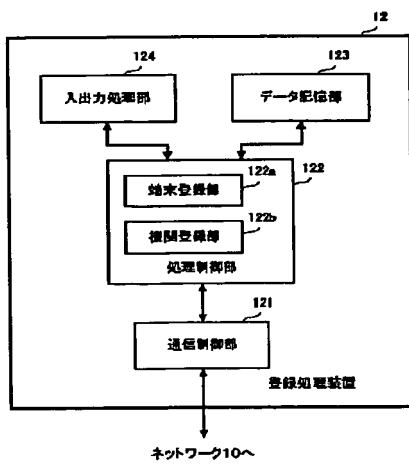 12
124
123
入出力処理部
データ記憶部
122
122a
端末登録部
122b
機関登録部
処理制御部
121
通信制御部
登録処理装置
ネットワーク10へ